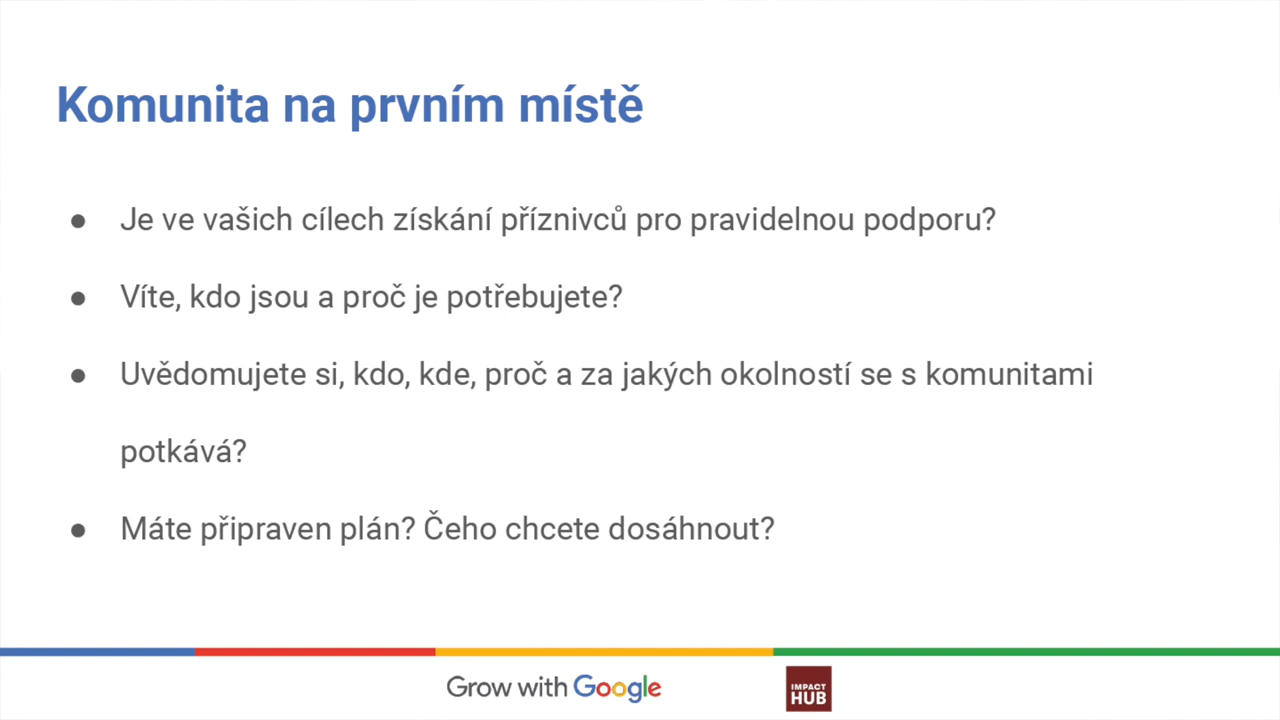 Komunita na prvním místě
● Je ve vašich cílech získání příznivců pro pravidelnou podporu?
● Víte, kdo jsou a proč je potřebujete?
● Uvědomujete si, kdo, kde, proč a za jakých okolností se s komunitami
potkává?
● Máte připraven plán? Čeho chcete dosáhnout?
Grow with Google
IMPACT
HUB